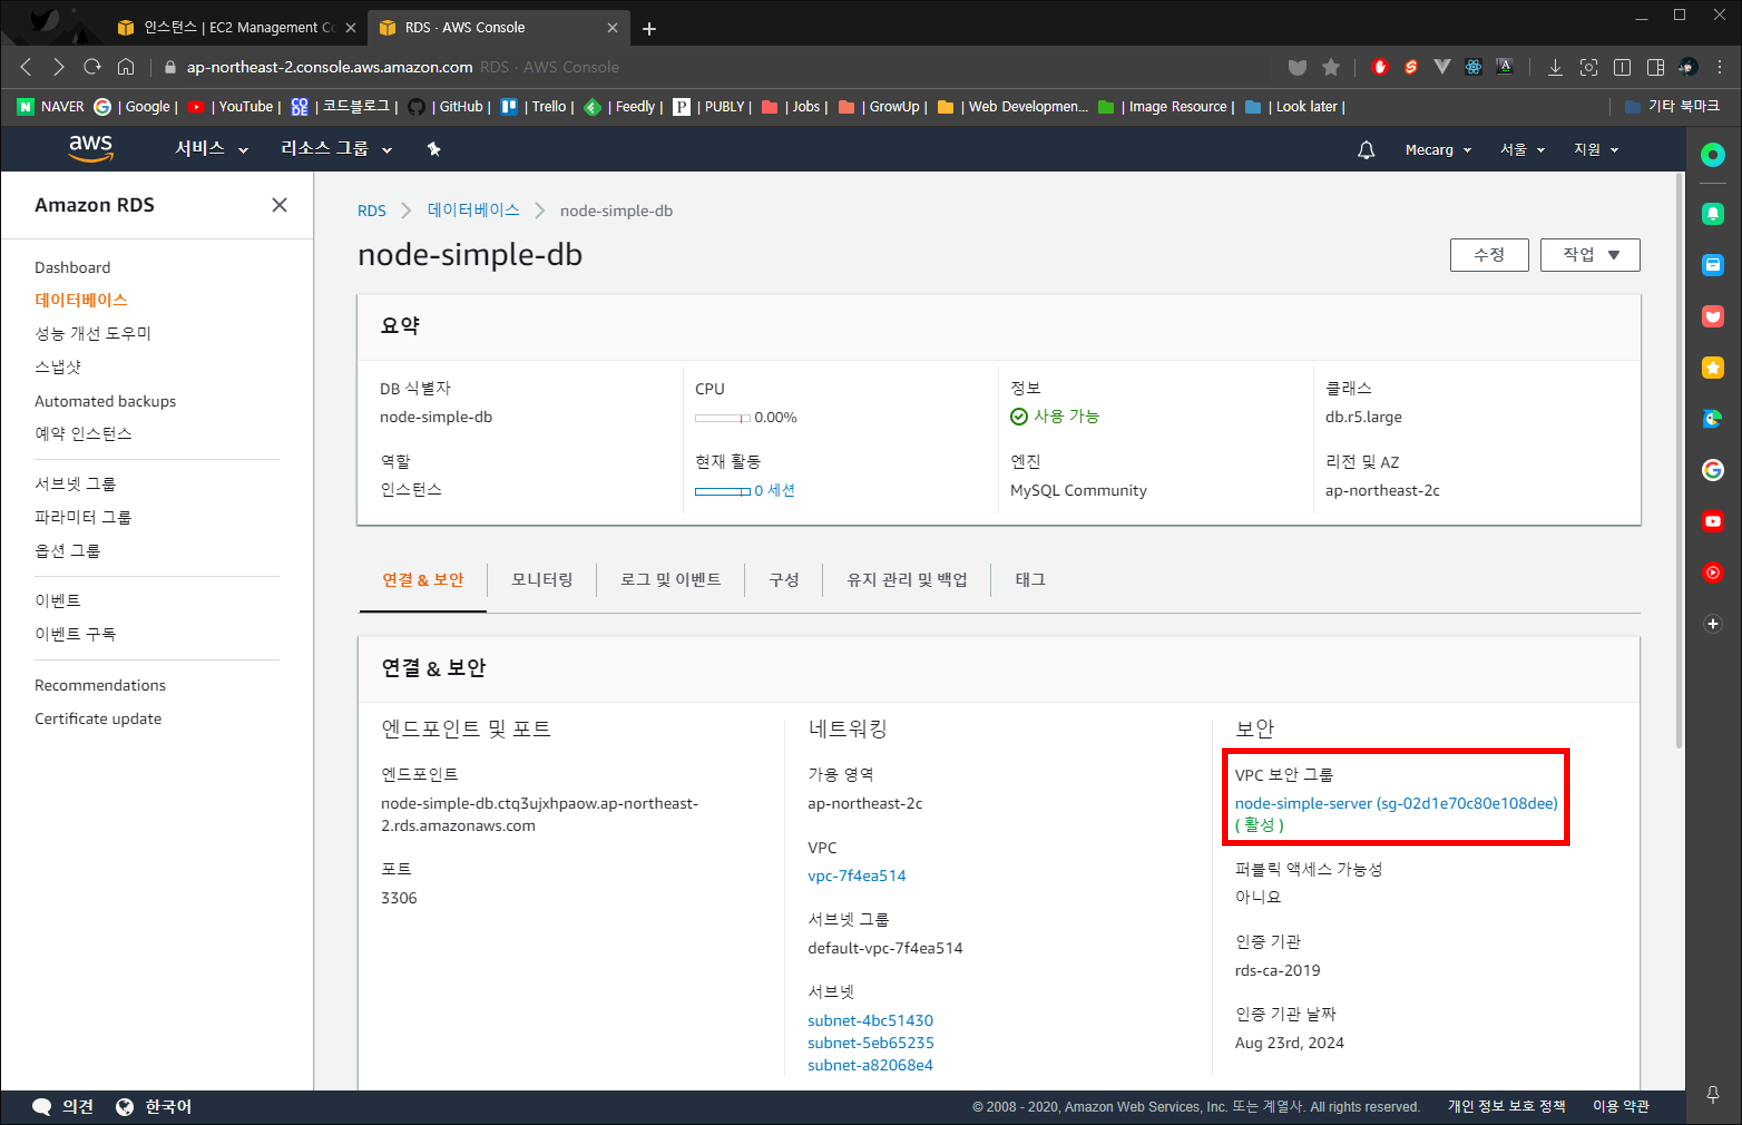 인스턴스 | EC2 Management Co
RDS · AWS Console
ap-northeast-2.console.aws.amazon.com RDS · AWS Console
NAVER | Google | | YouTube | CODE | 코드블로그 | | GitHub | | Trello | | Feedly | P | PUBLY | | Jobs | | GrowUp | | Web Developmen... | Image Resource | | Look later | 기타 북마크
aws 서비스 리소스 그룹 Mecarg 서울 지원
Amazon RDS
Dashboard
데이터베이스
성능 개선 도우미
스냅샷
Automated backups
예약 인스턴스
서브넷 그룹
파라미터 그룹
옵션 그룹
이벤트
이벤트 구독
Recommendations
Certificate update
RDS 데이터베이스 node-simple-db
node-simple-db
수정 작업
요약
DB 식별자
node-simple-db
역할
인스턴스
CPU
0.00%
현재 활동
0 세션
정보
사용 가능
엔진
MySQL Community
클래스
db.r5.large
리전 및 AZ
ap-northeast-2c
연결 & 보안 모니터링 로그 및 이벤트 구성 유지 관리 및 백업 태그
연결 & 보안
엔드포인트 및 포트
엔드포인트
node-simple-db.ctq3ujxhpaow.ap-northeast-
2.rds.amazonaws.com
포트
3306
네트워킹
가용 영역
ap-northeast-2c
VPC
vpc-7f4ea514
서브넷 그룹
default-vpc-7f4ea514
서브넷
subnet-4bc51430
subnet-5eb65235
subnet-a82068e4
보안
VPC 보안 그룹
node-simple-server (sg-02d1e70c80e108dee)
( 활성 )
퍼블릭 액세스 가능성
아니요
인증 기관
rds-ca-2019
인증 기관 날짜
Aug 23rd, 2024
의견 한국어 © 2008 - 2020, Amazon Web Services, Inc. 또는 계열사. All rights reserved. 개인 정보 보호 정책 이용 약관